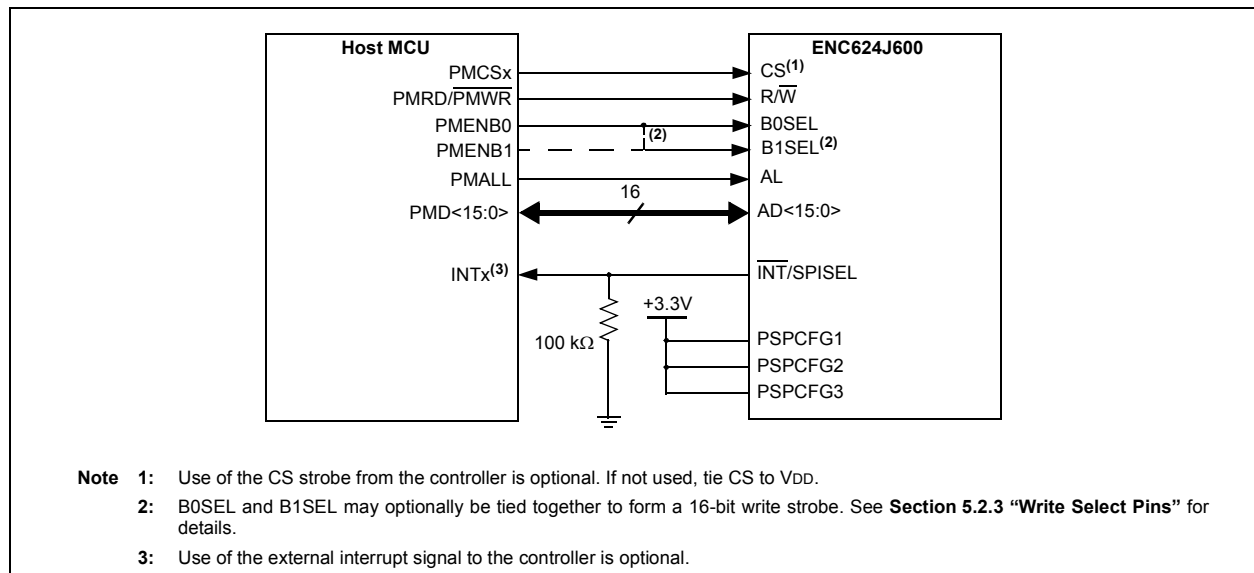 Host MCU
ENC624J600
PMCSx
CS(1)
PMRD/PMWR
R/W
PMENB0
B0SEL
(2)
PMENB1
B1SEL(2)
PMALL
AL
16
PMD<15:0>
AD<15:0>
INTx(3)
INT/SPISEL
+3.3V
100 kΩ
PSPCFG1
PSPCFG2
PSPCFG3
Note 1: Use of the CS strobe from the controller is optional. If not used, tie CS to VDD.
2: B0SEL and B1SEL may optionally be tied together to form a 16-bit write strobe. See Section 5.2.3 “Write Select Pins” for
details.
3: Use of the external interrupt signal to the controller is optional.